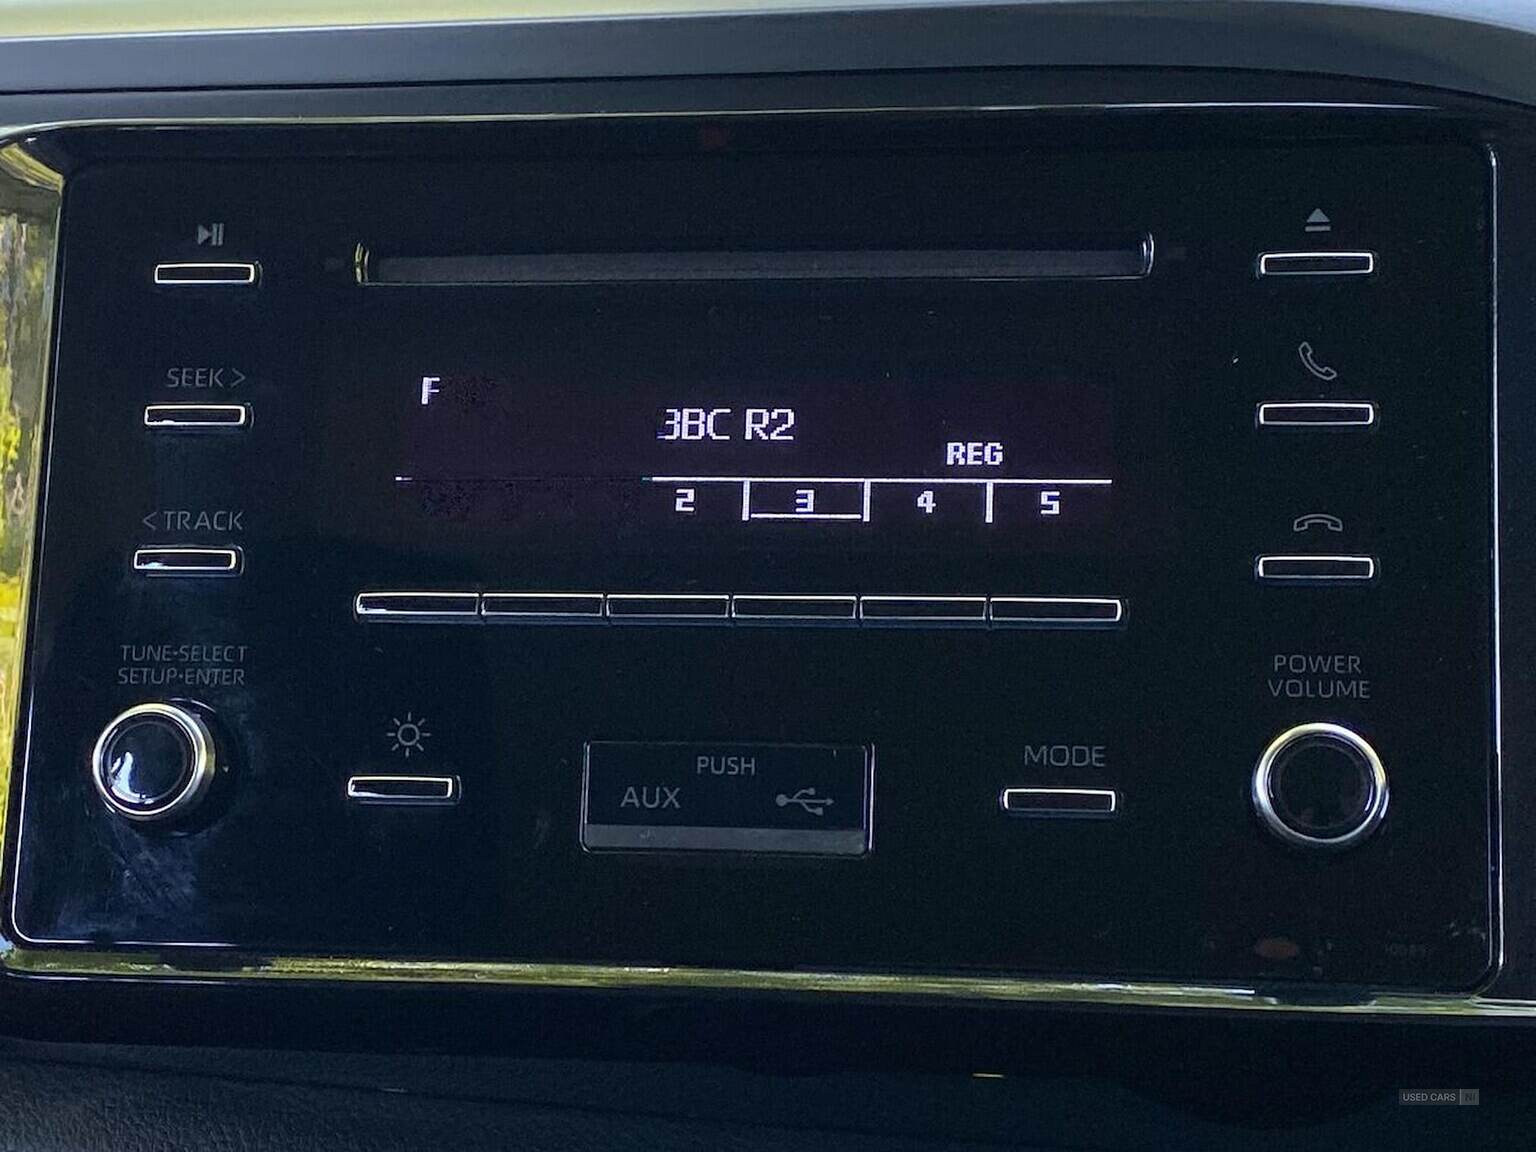 SEEK >
F
3BC R2
REG
2 3 4 5
< TRACK
TUNE•SELECT
SETUP•ENTER
POWER
VOLUME
PUSH
AUX
MODE
USED CARS NI